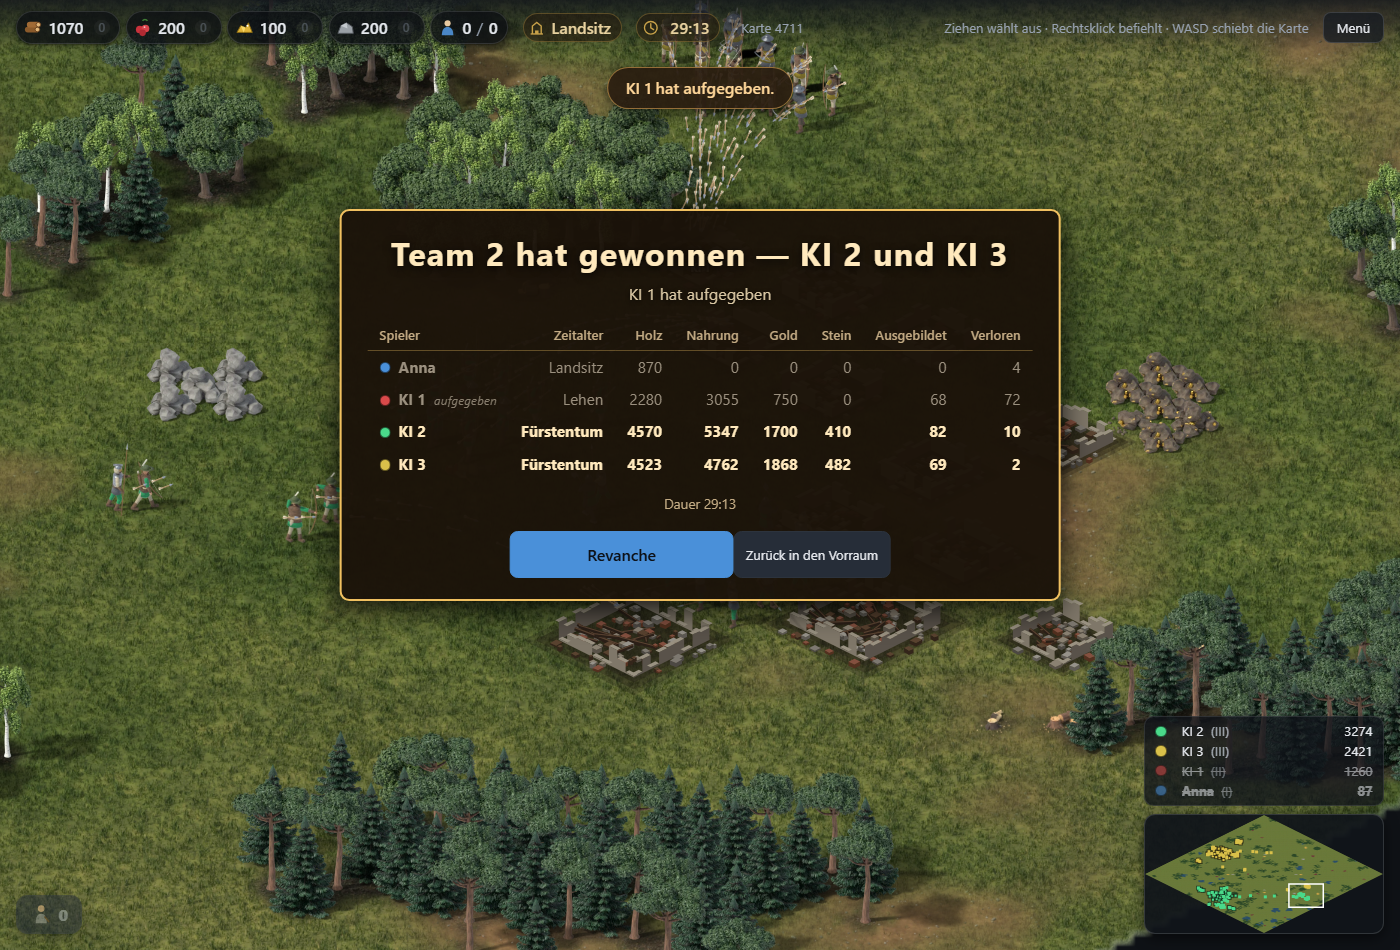 1070 0 200 0 100 0 200 0 0 / 0 Landsitz 29:13 Karte 4711 Ziehen wählt aus · Rechtsklick befiehlt · WASD schiebt die Karte Menü
KI 1 hat aufgegeben.
Team 2 hat gewonnen — KI 2 und KI 3
KI 1 hat aufgegeben
Spieler Zeitalter Holz Nahrung Gold Stein Ausgebildet Verloren
Anna Landsitz 870 0 0 0 0 4
KI 1 aufgegeben Lehen 2280 3055 750 0 68 72
KI 2 Fürstentum 4570 5347 1700 410 82 10
KI 3 Fürstentum 4523 4762 1868 482 69 2
Dauer 29:13
Revanche Zurück in den Vorraum
KI 2 (III) 3274
KI 3 (III) 2421
KI 1 (II) 1260
Anna (I) 87
0